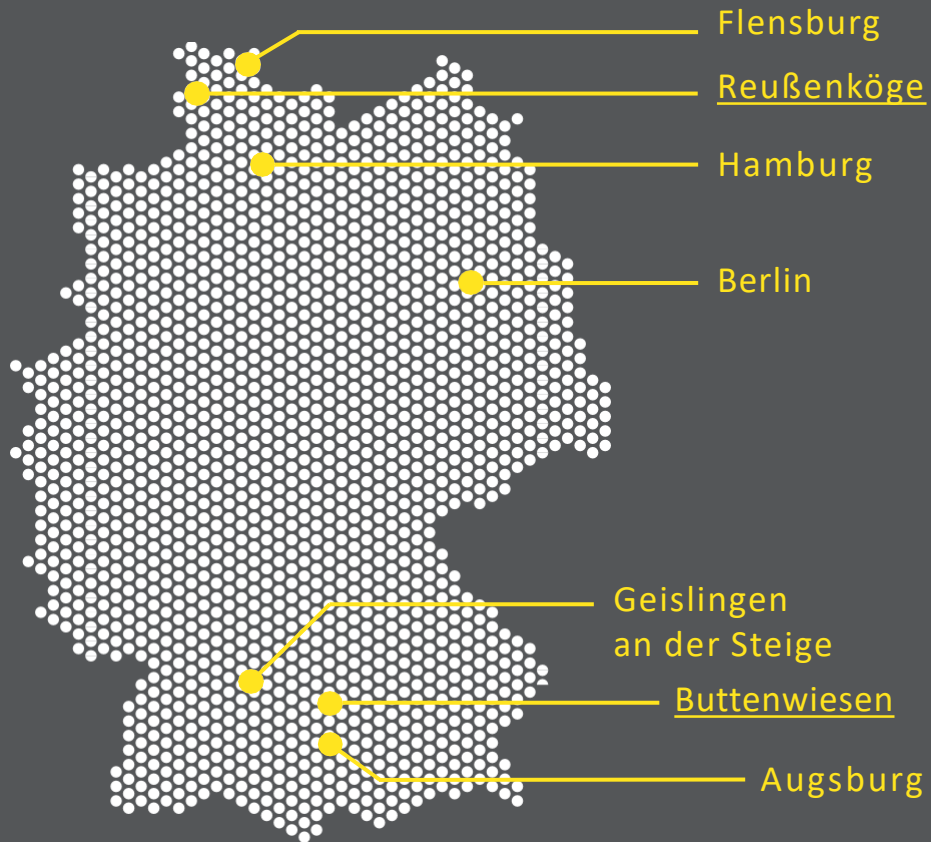 Flensburg
Reußenköge
Hamburg
Berlin
Geislingen
an der Steige
Buttenwiesen
Augsburg